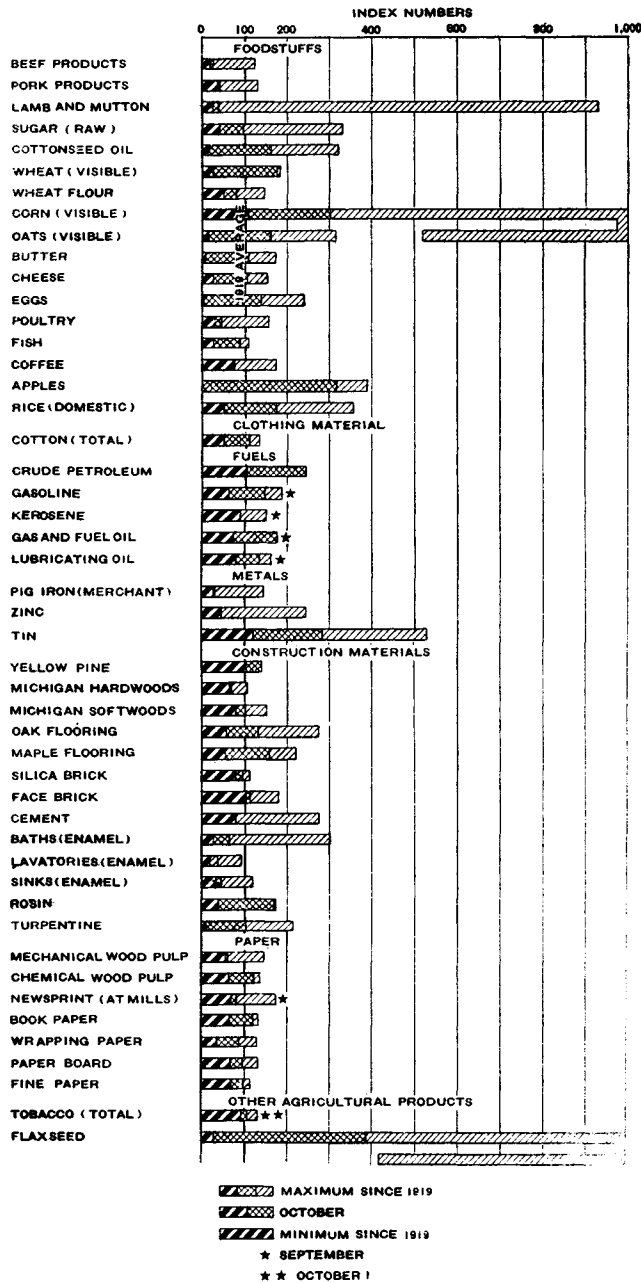 INDEX NUMBERS
0 100 200 300 400 500 600 700 800 900 1,000
FOODSTUFFS
BEEF PRODUCTS
PORK PRODUCTS
LAMB AND MUTTON
SUGAR (RAW)
COTTONSEED OIL
WHEAT (VISIBLE)
WHEAT FLOUR
CORN (VISIBLE)
OATS (VISIBLE)
BUTTER
CHEESE
EGGS
POULTRY
FISH
COFFEE
APPLES
RICE (DOMESTIC)
1919 AVERAGE
CLOTHING MATERIAL
COTTON (TOTAL)
FUELS
CRUDE PETROLEUM
GASOLINE ★
KEROSENE ★
GAS AND FUEL OIL ★
LUBRICATING OIL ★
METALS
PIG IRON (MERCHANT)
ZINC
TIN
CONSTRUCTION MATERIALS
YELLOW PINE
MICHIGAN HARDWOODS
MICHIGAN SOFTWOODS
OAK FLOORING
MAPLE FLOORING
SILICA BRICK
FACE BRICK
CEMENT
BATHS (ENAMEL)
LAVATORIES (ENAMEL)
SINKS (ENAMEL)
ROSIN
TURPENTINE
PAPER
MECHANICAL WOOD PULP
CHEMICAL WOOD PULP
NEWSPRINT (AT MILLS) ★
BOOK PAPER
WRAPPING PAPER
PAPER BOARD
FINE PAPER
OTHER AGRICULTURAL PRODUCTS
TOBACCO (TOTAL) ★ ★
FLAXSEED
MAXIMUM SINCE 1919
OCTOBER
MINIMUM SINCE 1919
★ SEPTEMBER
★ ★ OCTOBER 1